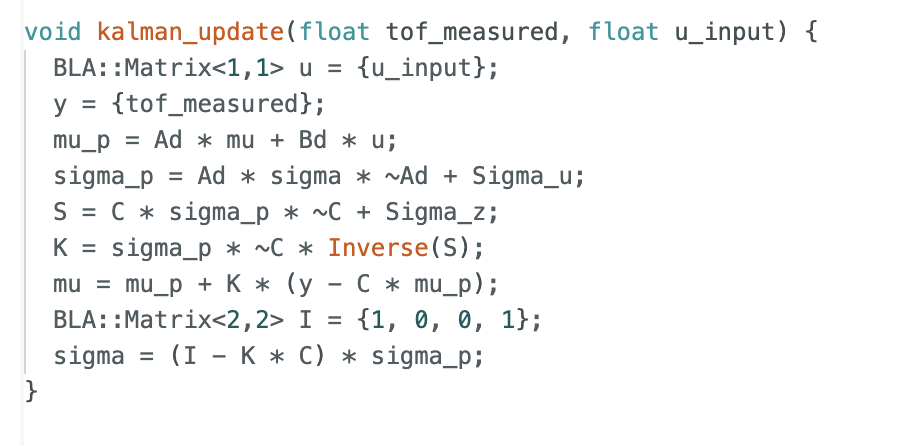 void kalman_update(float tof_measured, float u_input) {
  BLA::Matrix<1,1> u = {u_input};
  y = {tof_measured};
  mu_p = Ad * mu + Bd * u;
  sigma_p = Ad * sigma * ~Ad + Sigma_u;
  S = C * sigma_p * ~C + Sigma_z;
  K = sigma_p * ~C * Inverse(S);
  mu = mu_p + K * (y - C * mu_p);
  BLA::Matrix<2,2> I = {1, 0, 0, 1};
  sigma = (I - K * C) * sigma_p;
}